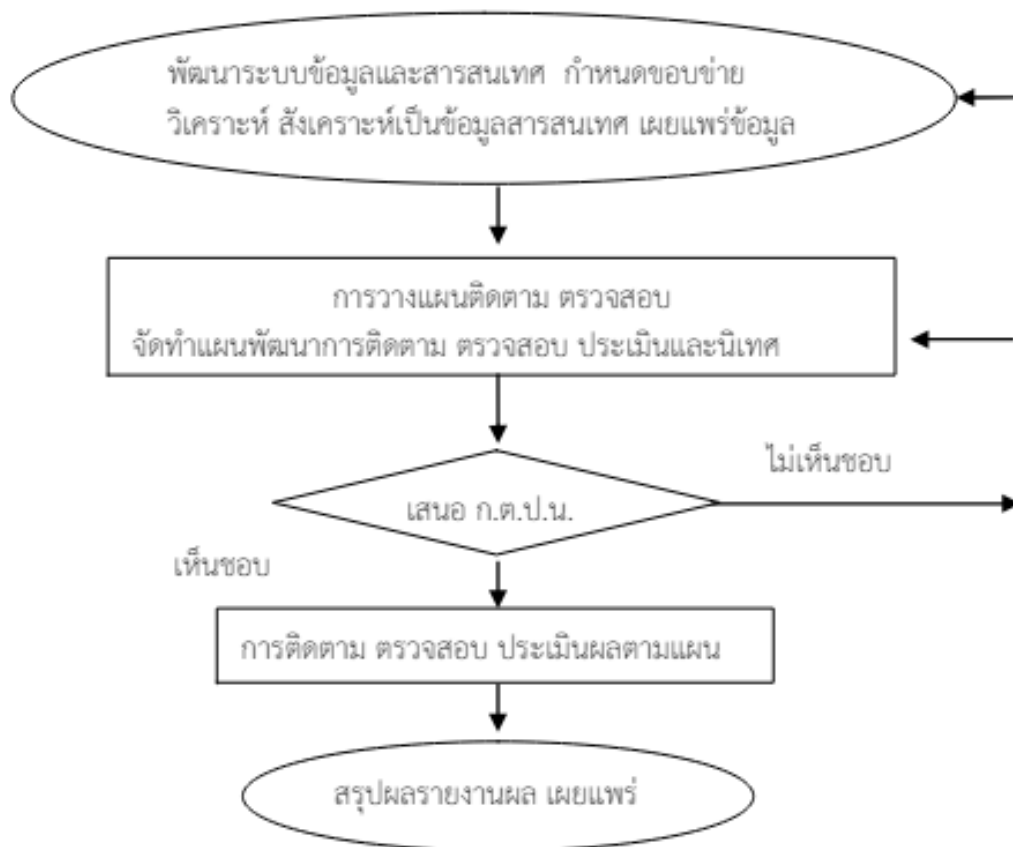 พัฒนาระบบข้อมูลและสารสนเทศ กำหนดขอบข่าย
วิเคราะห์ สังเคราะห์เป็นข้อมูลสารสนเทศ เผยแพร่ข้อมูล
การวางแผนติดตาม ตรวจสอบ
จัดทำแผนพัฒนาการติดตาม ตรวจสอบ ประเมินและนิเทศ
ไม่เห็นชอบ
เสนอ ก.ต.ป.น.
เห็นชอบ
การติดตาม ตรวจสอบ ประเมินผลตามแผน
สรุปผลรายงานผล เผยแพร่